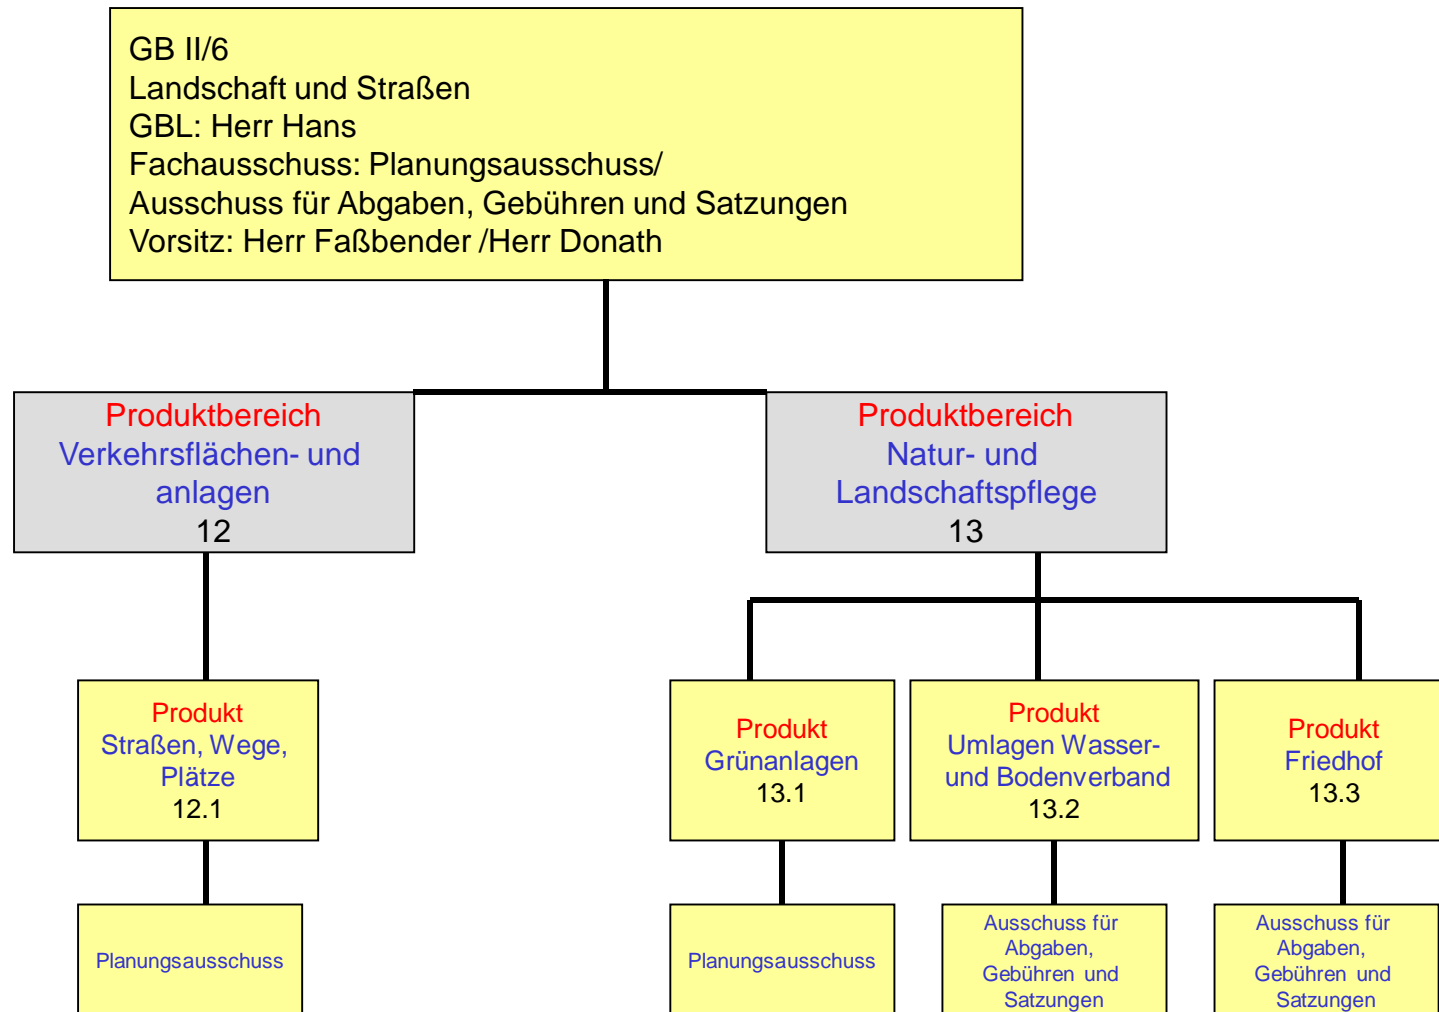 GB II/6
Landschaft und Straßen
GBL: Herr Hans
Fachausschuss: Planungsausschuss/
Ausschuss für Abgaben, Gebühren und Satzungen
Vorsitz: Herr Faßbender /Herr Donath
Produktbereich
Verkehrsflächen- und
anlagen
12
Produktbereich
Natur- und
Landschaftspflege
13
Produkt
Straßen, Wege,
Plätze
12.1
Produkt
Grünanlagen
13.1
Produkt
Umlagen Wasser-
und Bodenverband
13.2
Produkt
Friedhof
13.3
Planungsausschuss
Planungsausschuss
Ausschuss für
Abgaben,
Gebühren und
Satzungen
Ausschuss für
Abgaben,
Gebühren und
Satzungen